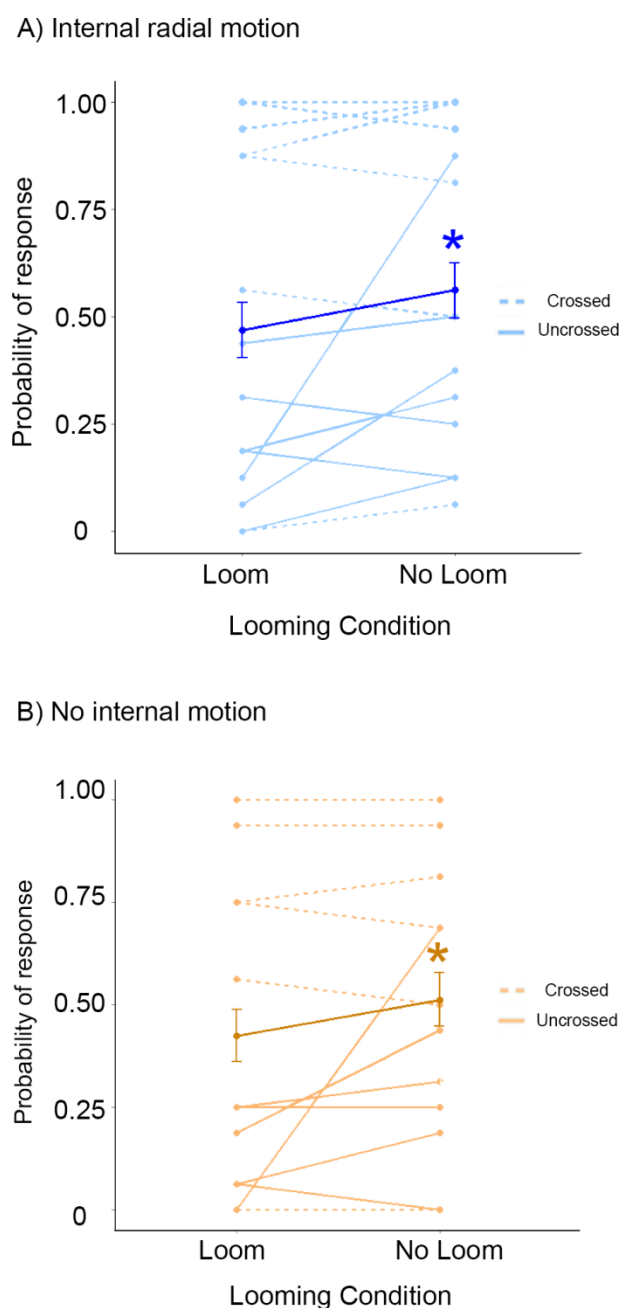 A) Internal radial motion
Probability of response
1.00
0.75
0.50
0.25
0
*
Crossed
Uncrossed
Loom
No Loom
Looming Condition
B) No internal motion
Probability of response
1.00
0.75
0.50
0.25
0
*
Crossed
Uncrossed
Loom
No Loom
Looming Condition